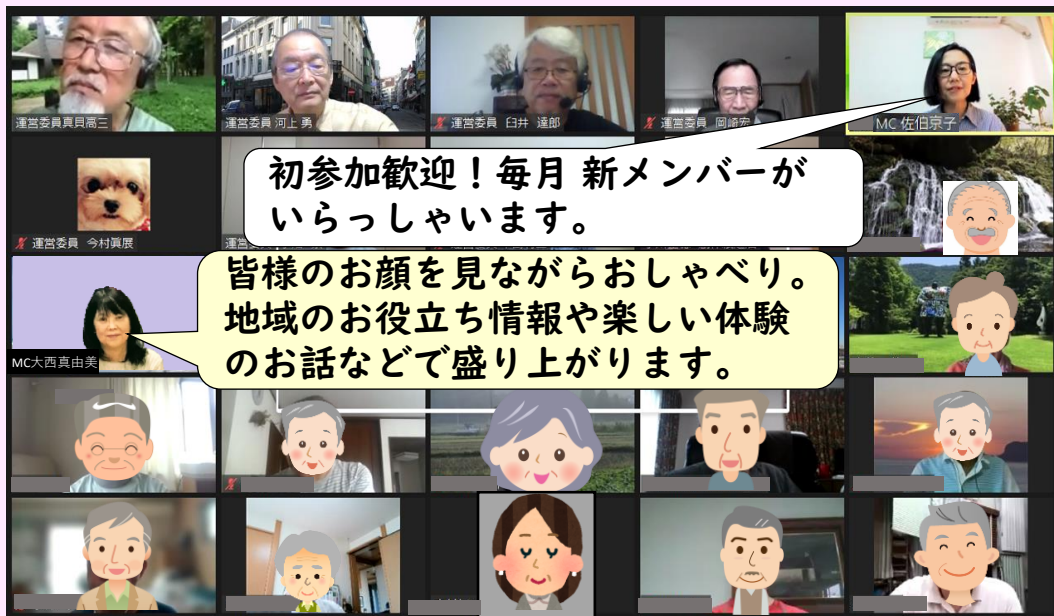 運営委員真貝高三
運営委員 河上 勇
運営委員 臼井 達郎
運営委員 岡崎宏
MC 佐伯京子
初参加歓迎！毎月 新メンバーが
いらっしゃいます。
運営委員 今村眞展
皆様のお顔を見ながらおしゃべり。
地域のお役立ち情報や楽しい体験
のお話などで盛り上がります。
MC大西真由美